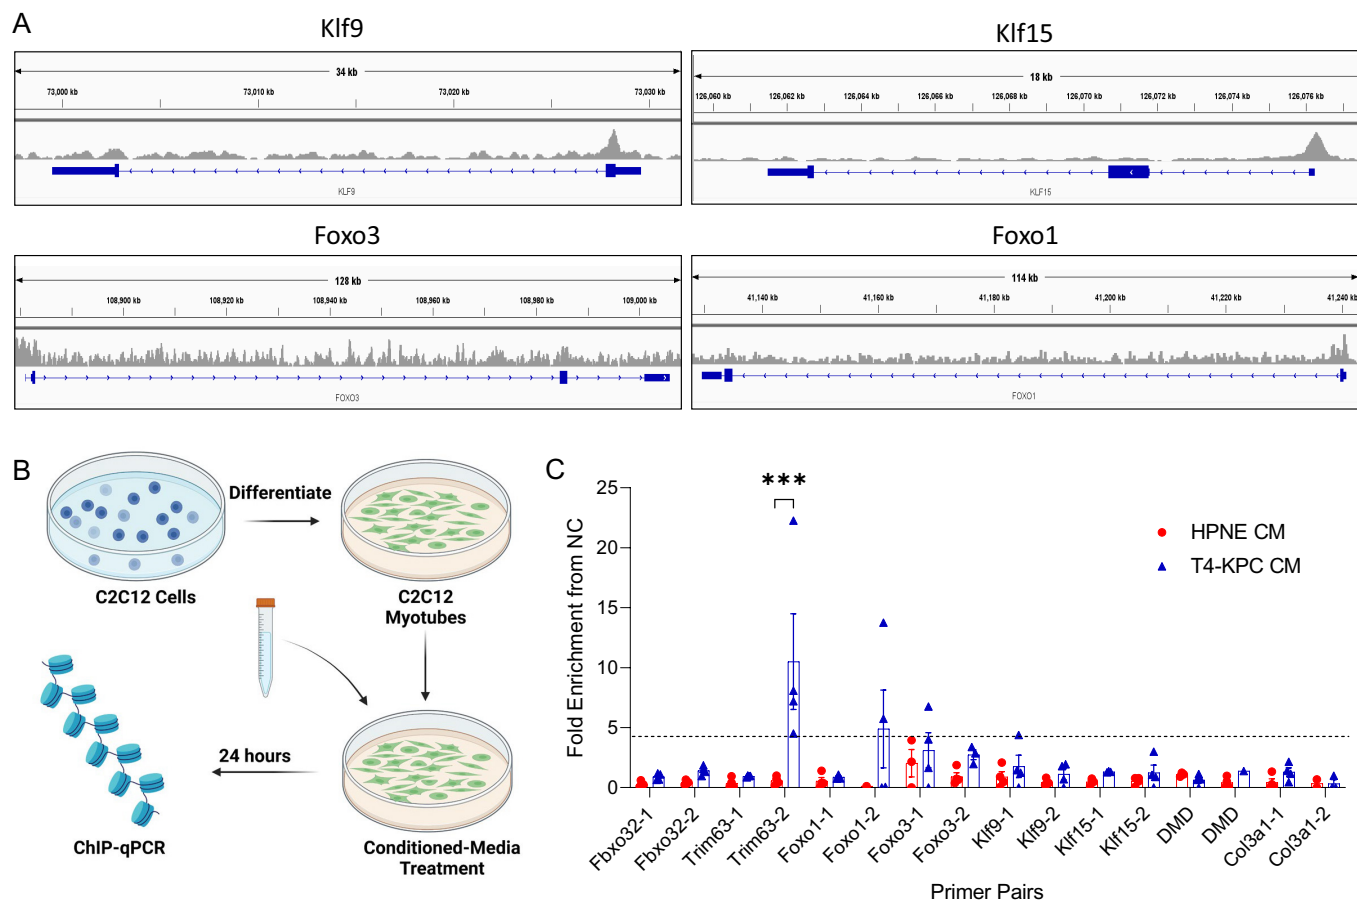 A
Klf9
34 kb
73,000 kb 73,010 kb 73,020 kb 73,030 kb
KLF9
Klf15
18 kb
126,060 kb 126,062 kb 126,064 kb 126,066 kb 126,068 kb 126,070 kb 126,072 kb 126,074 kb 126,076 kb
KLF15
Foxo3
128 kb
108,900 kb 108,920 kb 108,940 kb 108,960 kb 108,980 kb 109,000 kb
FOXO3
Foxo1
114 kb
41,140 kb 41,160 kb 41,180 kb 41,200 kb 41,220 kb 41,240 kb
FOXO1
B
Differentiate
C2C12 Cells
C2C12
Myotubes
24 hours
ChIP-qPCR
Conditioned-Media
Treatment
C
Fold Enrichment from NC
25
20
15
10
5
0
***
HPNE CM
T4-KPC CM
Fbxo32-1
Fbxo32-2
Trim63-1
Trim63-2
Foxo1-1
Foxo1-2
Foxo3-1
Foxo3-2
Klf9-1
Klf9-2
Klf15-1
Klf15-2
DMD
DMD
Col3a1-1
Col3a1-2
Primer Pairs